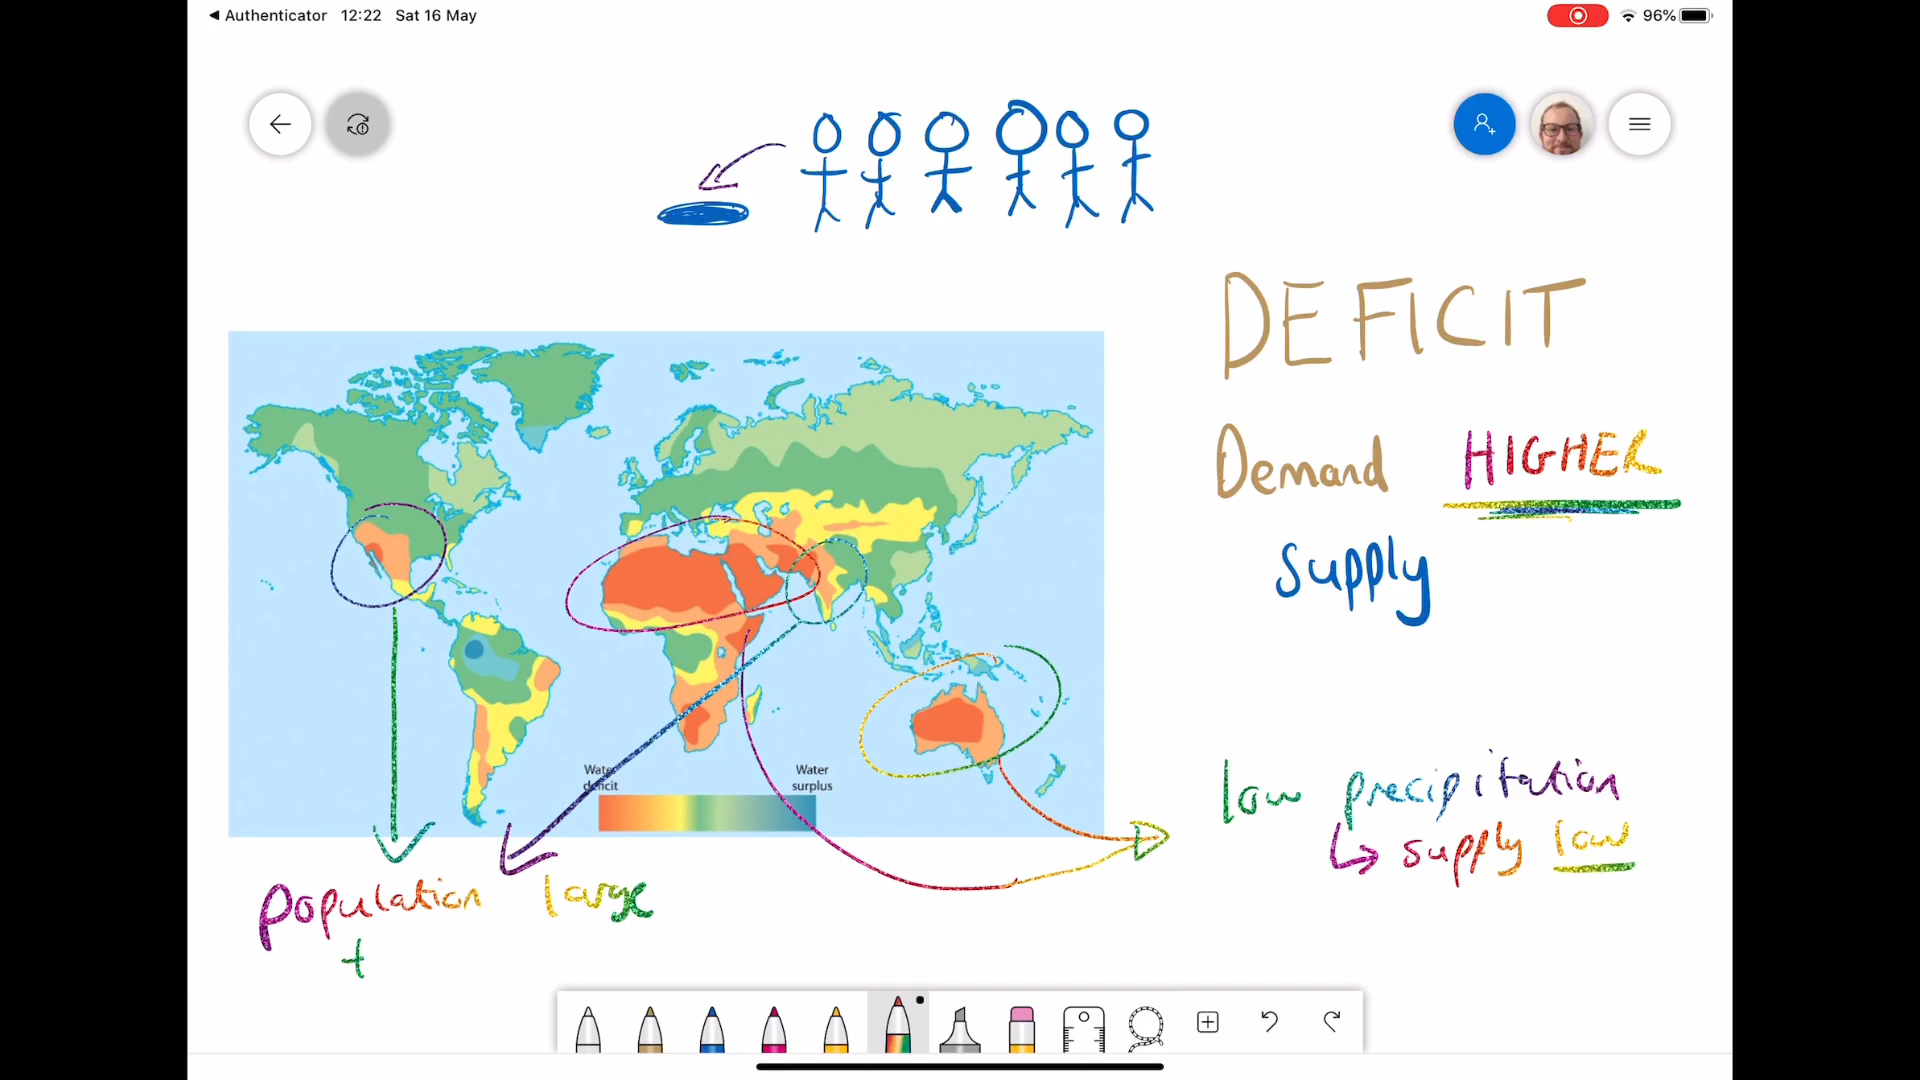 Authenticator 12:22 Sat 16 May 96%
DEFICIT
Demand HIGHER
supply
Water deficit
Water surplus
low precipitation
supply low
population large
+